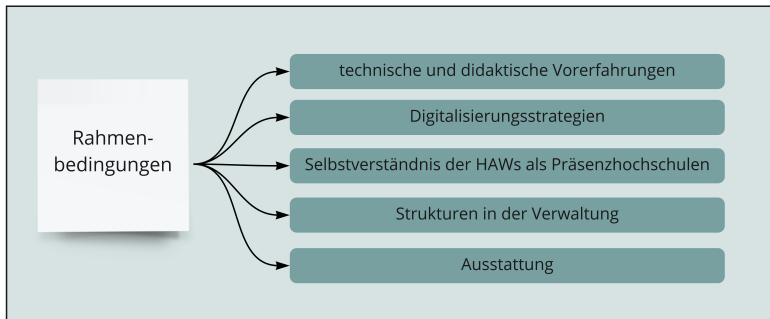 Rahmen-
bedingungen
technische und didaktische Vorerfahrungen
Digitalisierungsstrategien
Selbstverständnis der HAWs als Präsenzhochschulen
Strukturen in der Verwaltung
Ausstattung